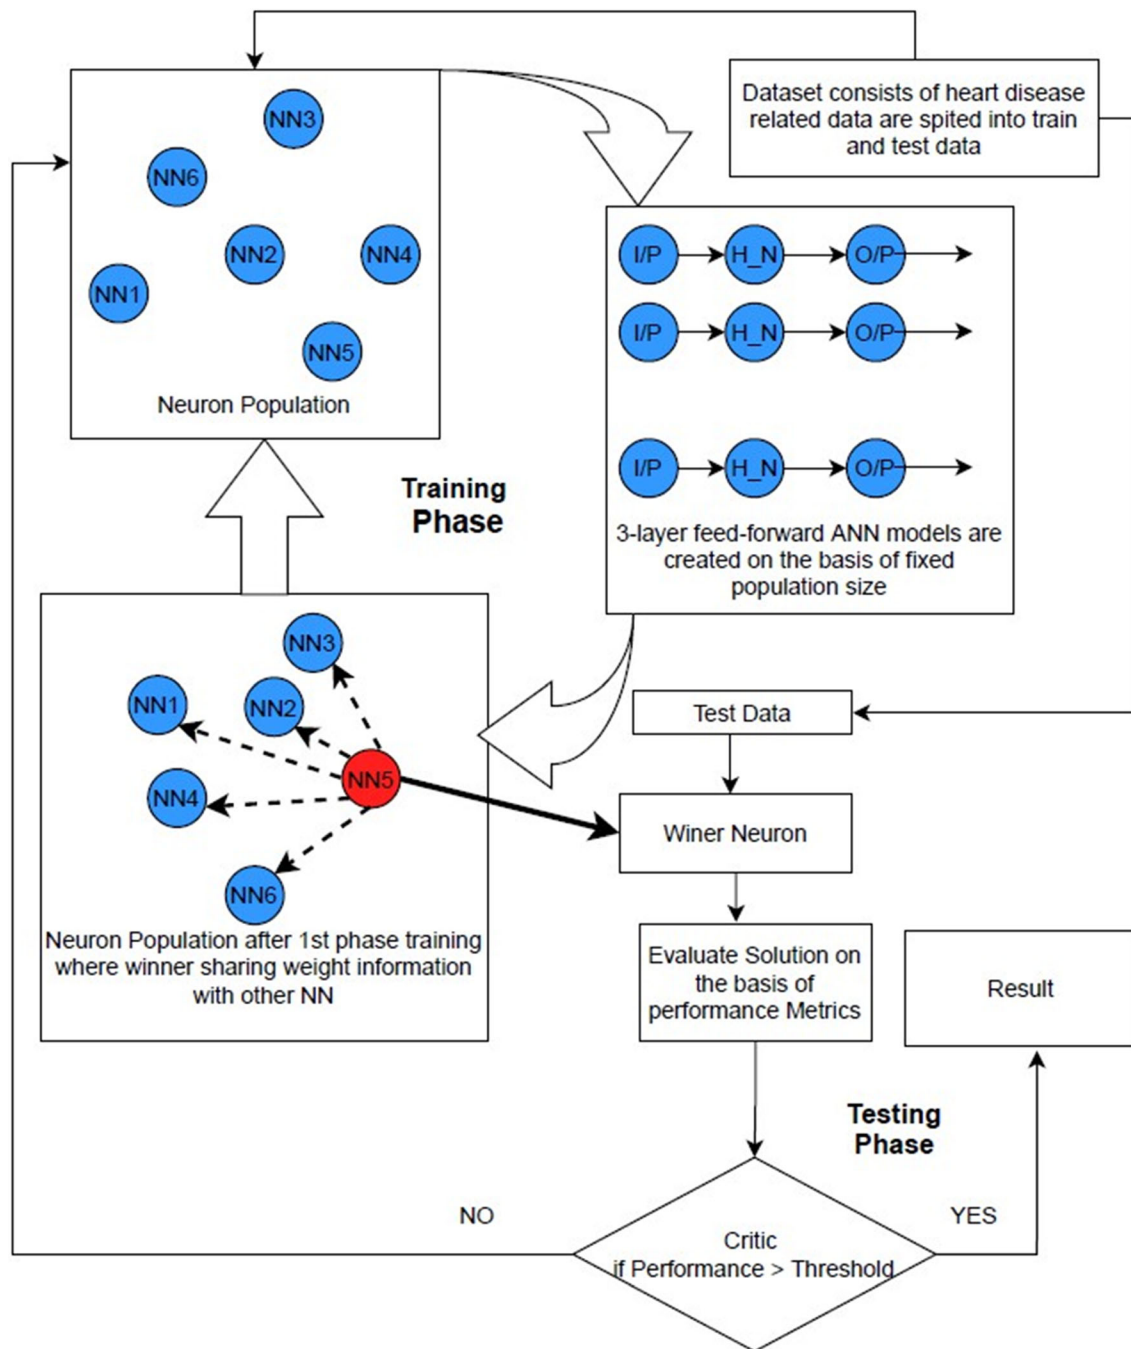 Dataset consists of heart disease
related data are spited into train
and test data
NN3
NN6
NN2
NN4
NN1
NN5
Neuron Population
I/P
H_N
O/P
I/P
H_N
O/P
I/P
H_N
O/P
3-layer feed-forward ANN models are
created on the basis of fixed
population size
Training
Phase
NN3
NN1
NN2
NN5
NN4
NN6
Neuron Population after 1st phase training
where winner sharing weight information
with other NN
Test Data
Winer Neuron
Evaluate Solution on
the basis of
performance Metrics
Result
Testing
Phase
NO
YES
Critic
if Performance > Threshold